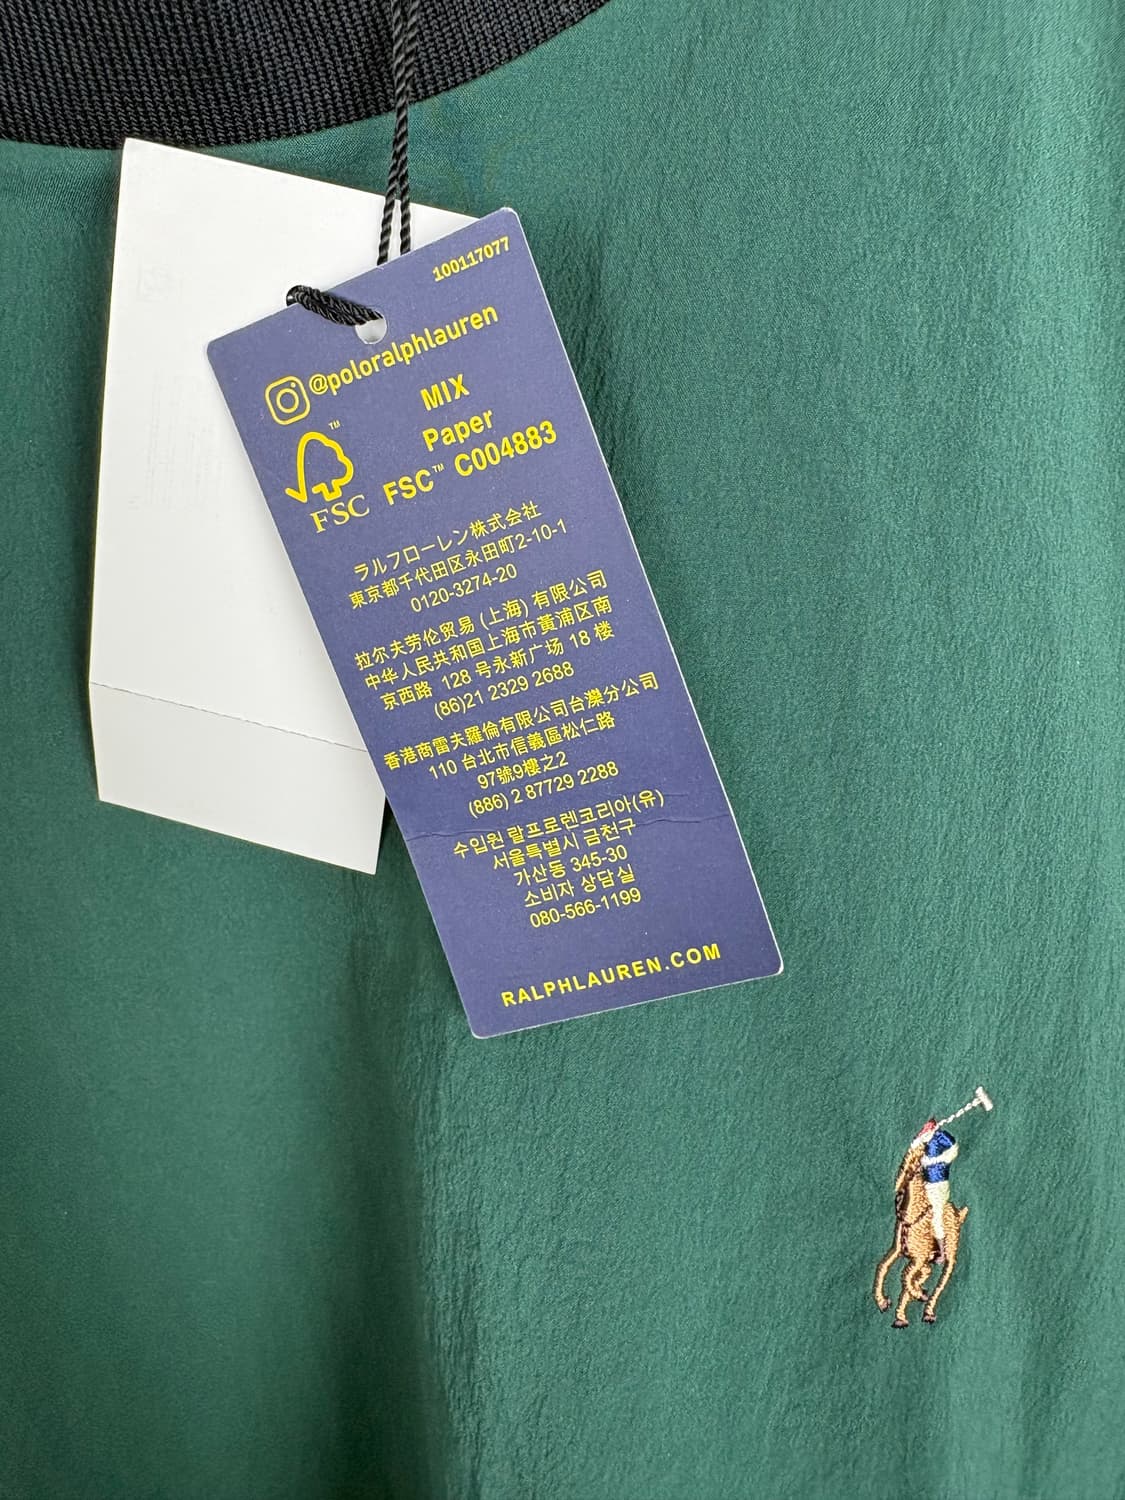 100117077
@poloralphlauren
MIX
Paper
FSC™ C004883
™
FSC
ラルフローレン株式会社
東京都千代田区永田町2-10-1
0120-3274-20
拉尔夫劳伦贸易 (上海) 有限公司
中华人民共和国上海市黃浦区南
京西路 128 号永新广场 18 楼
(86)21 2329 2688
香港商雷夫羅倫有限公司台灣分公司
110 台北市信義區松仁路
97號9樓之2
(886) 2 87729 2288
수입원 랄프로렌코리아(유)
서울특별시 금천구
가산동 345-30
소비자 상담실
080-566-1199
RALPHLAUREN.COM